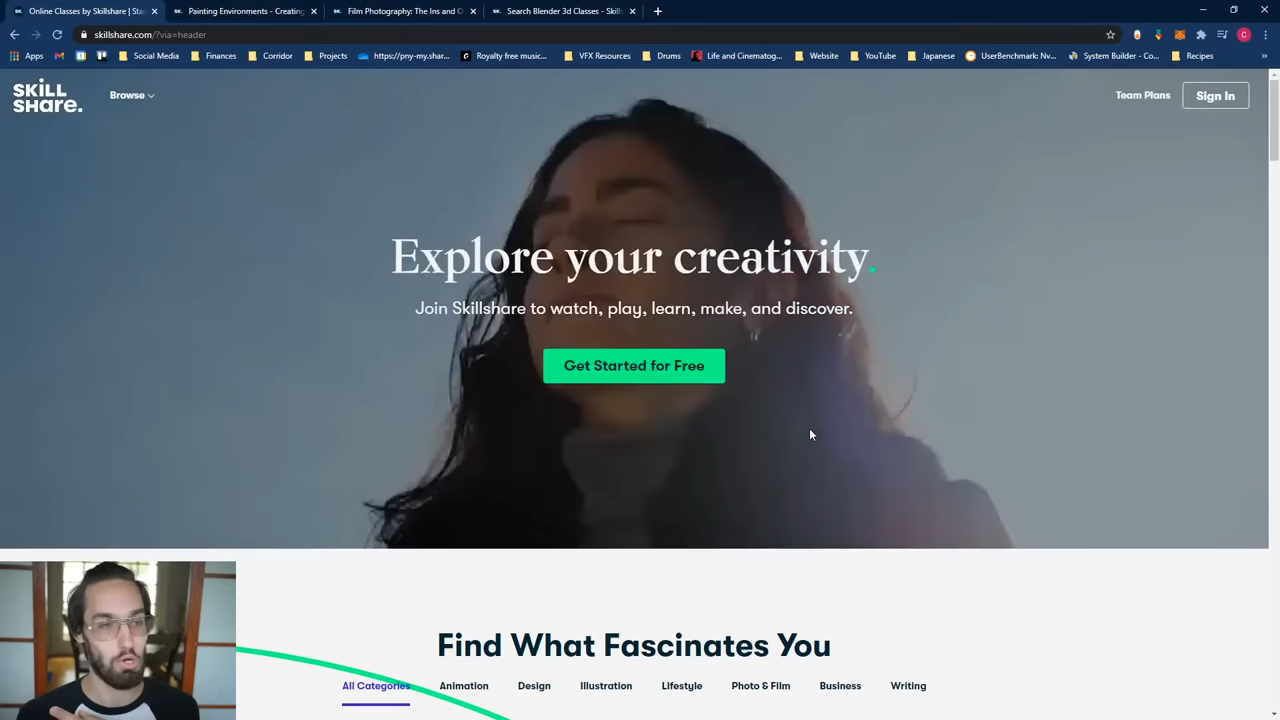 Online Classes by Skillshare | Star
Painting Environments - Creating
Film Photography: The Ins and O
Search Blender 3d Classes - Skills
skillshare.com/?via=header
Apps
Social Media
Finances
Corridor
Projects
https://pny-my.shar...
Royalty free music...
VFX Resources
Drums
Life and Cinematog...
Website
YouTube
Japanese
UserBenchmark: Nv...
System Builder - Co...
Recipes
SKILL
SHARE.
Browse
Team Plans
Sign In
Explore your creativity.
Join Skillshare to watch, play, learn, make, and discover.
Get Started for Free
Find What Fascinates You
All Categories
Animation
Design
Illustration
Lifestyle
Photo & Film
Business
Writing